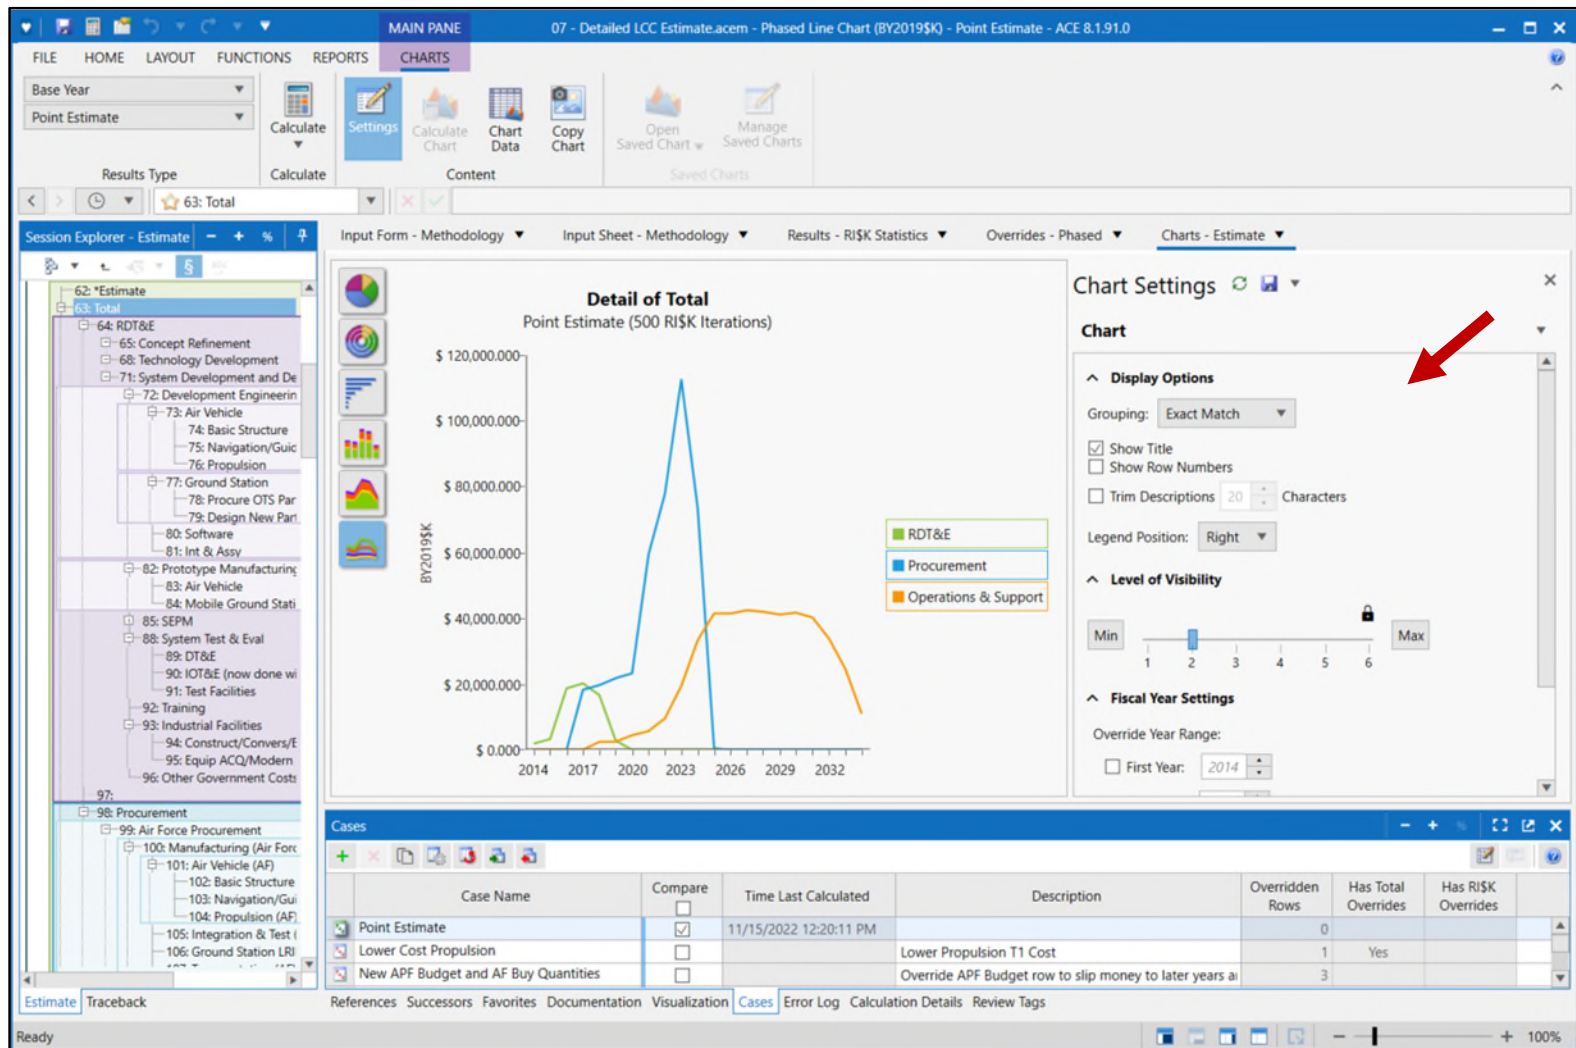 MAIN PANE
07 - Detailed LCC Estimate.acem - Phased Line Chart (BY2019$K) - Point Estimate - ACE 8.1.91.0
FILE HOME LAYOUT FUNCTIONS REPORTS CHARTS
Base Year
Point Estimate
Results Type
Calculate
Calculate
Settings
Calculate Chart
Chart Data
Copy Chart
Content
Open Saved Chart
Manage Saved Charts
Saved Charts
63: Total
Session Explorer - Estimate
62: *Estimate
63: Total
64: RDT&E
65: Concept Refinement
68: Technology Development
71: System Development and De
72: Development Engineerin
73: Air Vehicle
74: Basic Structure
75: Navigation/Guic
76: Propulsion
77: Ground Station
78: Procure OTS Par
79: Design New Part
80: Software
81: Int & Assy
82: Prototype Manufacturing
83: Air Vehicle
84: Mobile Ground Stati
85: SEPM
88: System Test & Eval
89: DT&E
90: IOT&E (now done wi
91: Test Facilities
92: Training
93: Industrial Facilities
94: Construct/Convers/E
95: Equip ACQ/Modern
96: Other Government Costs
97:
98: Procurement
99: Air Force Procurement
100: Manufacturing (Air Forc
101: Air Vehicle (AF)
102: Basic Structure
103: Navigation/Gui
104: Propulsion (AF)
105: Integration & Test (
106: Ground Station LRI
Estimate Traceback
Input Form - Methodology
Input Sheet - Methodology
Results - RI$K Statistics
Overrides - Phased
Charts - Estimate
Detail of Total
Point Estimate (500 RI$K Iterations)
BY2019$K
$ 120,000.000
$ 100,000.000
$ 80,000.000
$ 60,000.000
$ 40,000.000
$ 20,000.000
$ 0.000
2014 2017 2020 2023 2026 2029 2032
RDT&E
Procurement
Operations & Support
Chart Settings
Chart
Display Options
Grouping: Exact Match
Show Title
Show Row Numbers
Trim Descriptions 20 Characters
Legend Position: Right
Level of Visibility
Min Max
1 2 3 4 5 6
Fiscal Year Settings
Override Year Range:
First Year: 2014
Cases
Case Name Compare Time Last Calculated Description Overridden Rows Has Total Overrides Has RI$K Overrides
Point Estimate 11/15/2022 12:20:11 PM 0
Lower Cost Propulsion Lower Propulsion T1 Cost 1 Yes
New APF Budget and AF Buy Quantities Override APF Budget row to slip money to later years a 3
References Successors Favorites Documentation Visualization Cases Error Log Calculation Details Review Tags
Ready
100%